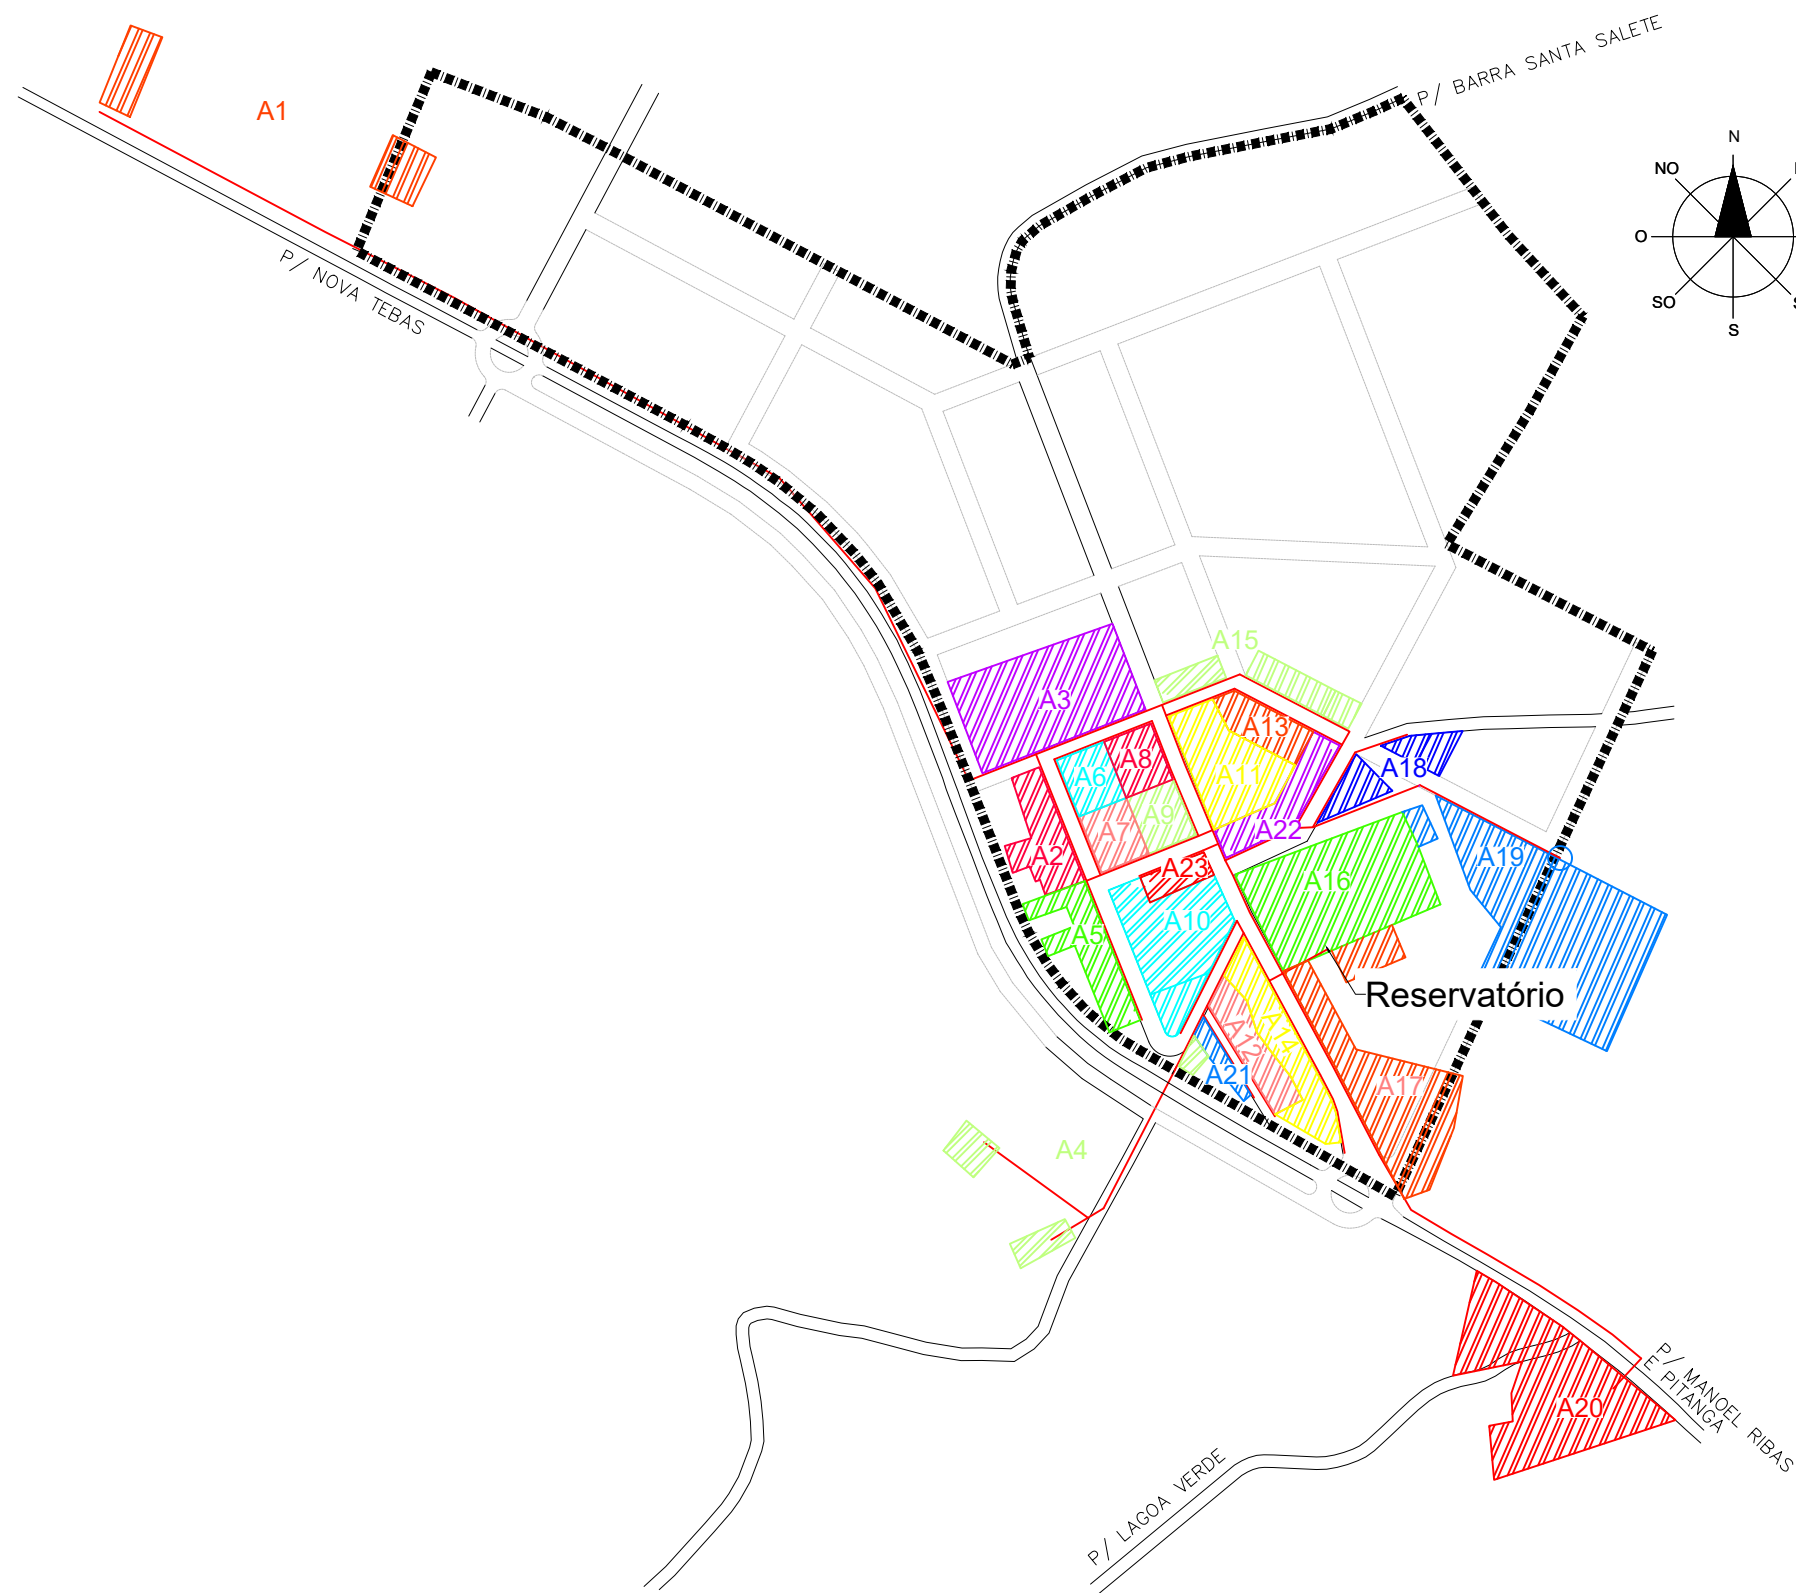 P/ BARRA SANTA SALETE
A1
N
NO
O
SO
S
P/ NOVA TEBAS
A15
A3
A13
A8
A6
A11
A18
A9
A7
A22
A2
A23
A16
A19
A10
A5
Reservatório
A14
A12
A21
A17
A4
P/ MANOEL RIBAS
E PITANGA
A20
P/ LAGOA VERDE